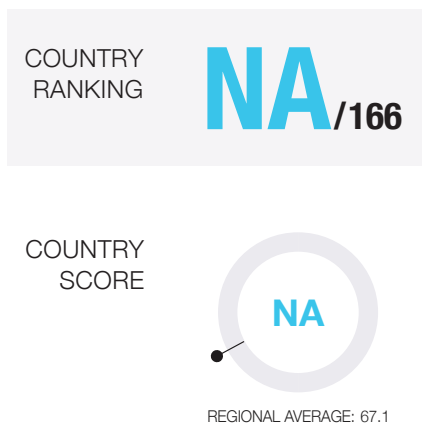 COUNTRY
RANKING
NA/166
COUNTRY
SCORE
NA
REGIONAL AVERAGE: 67.1